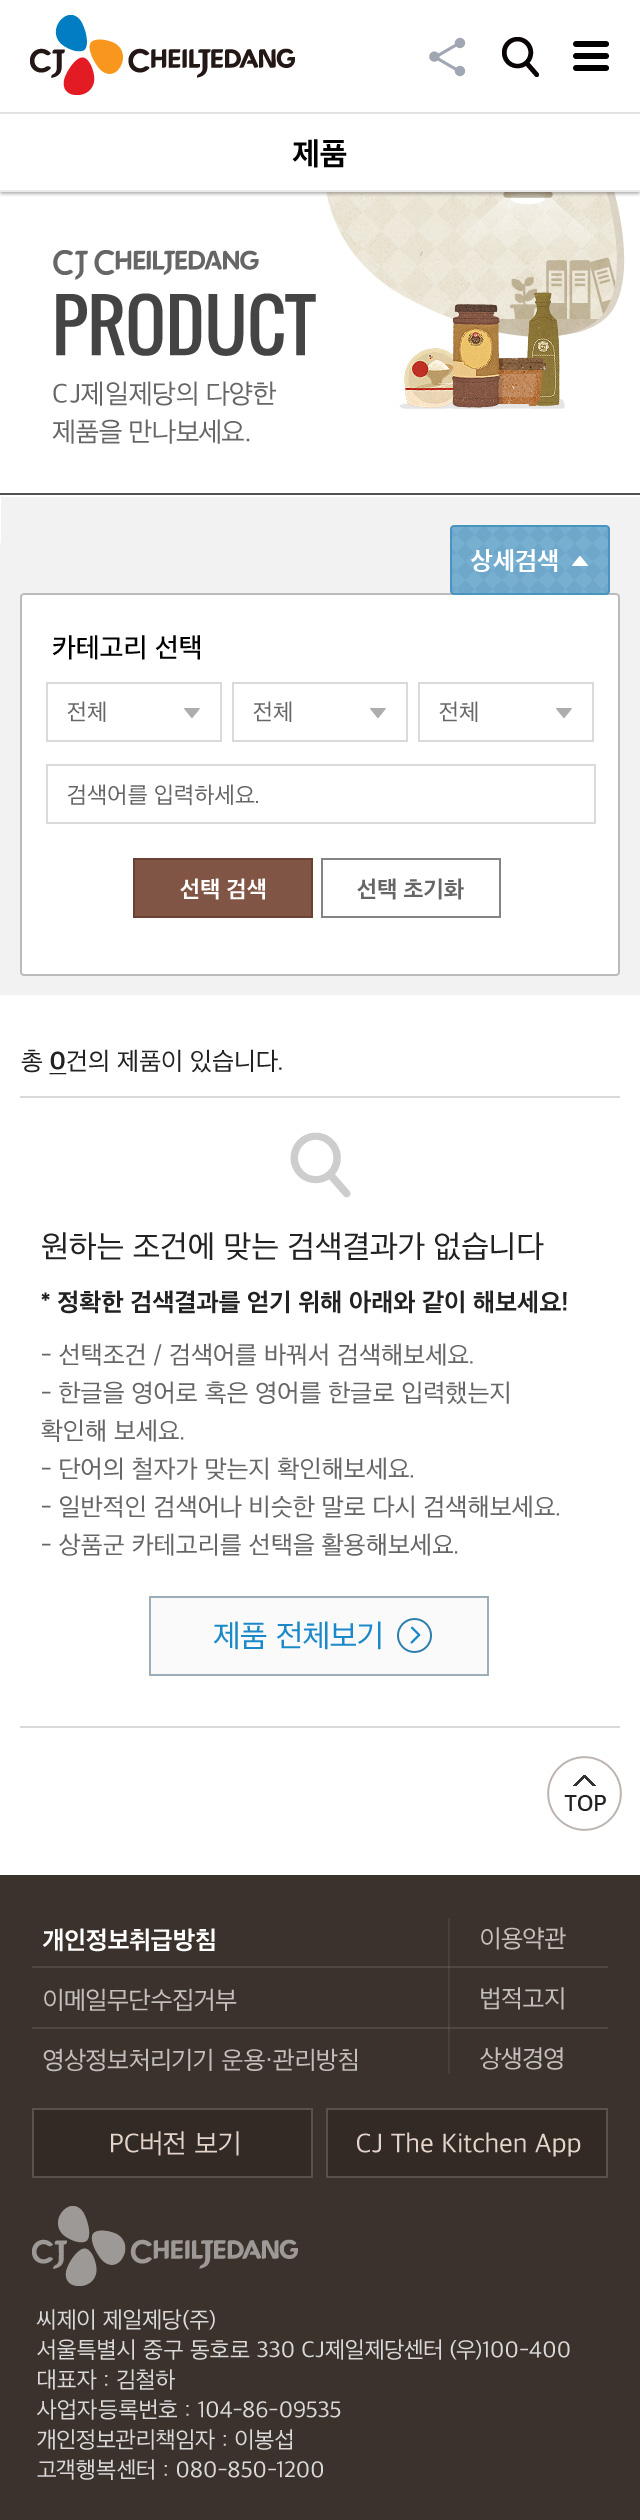 CJ CHEILJEDANG
제품
CJ CHEILJEDANG
PRODUCT
CJ제일제당의 다양한
제품을 만나보세요.
상세검색
카테고리 선택
전체 전체 전체
검색어를 입력하세요.
선택 검색 선택 초기화
총 0건의 제품이 있습니다.
원하는 조건에 맞는 검색결과가 없습니다
* 정확한 검색결과를 얻기 위해 아래와 같이 해보세요!
- 선택조건 / 검색어를 바꿔서 검색해보세요.
- 한글을 영어로 혹은 영어를 한글로 입력했는지
확인해 보세요.
- 단어의 철자가 맞는지 확인해보세요.
- 일반적인 검색어나 비슷한 말로 다시 검색해보세요.
- 상품군 카테고리를 선택을 활용해보세요.
제품 전체보기
TOP
개인정보취급방침 이용약관
이메일무단수집거부 법적고지
영상정보처리기기 운용·관리방침 상생경영
PC버전 보기 CJ The Kitchen App
CJ CHEILJEDANG
씨제이 제일제당(주)
서울특별시 중구 동호로 330 CJ제일제당센터 (우)100-400
대표자 : 김철하
사업자등록번호 : 104-86-09535
개인정보관리책임자 : 이봉섭
고객행복센터 : 080-850-1200